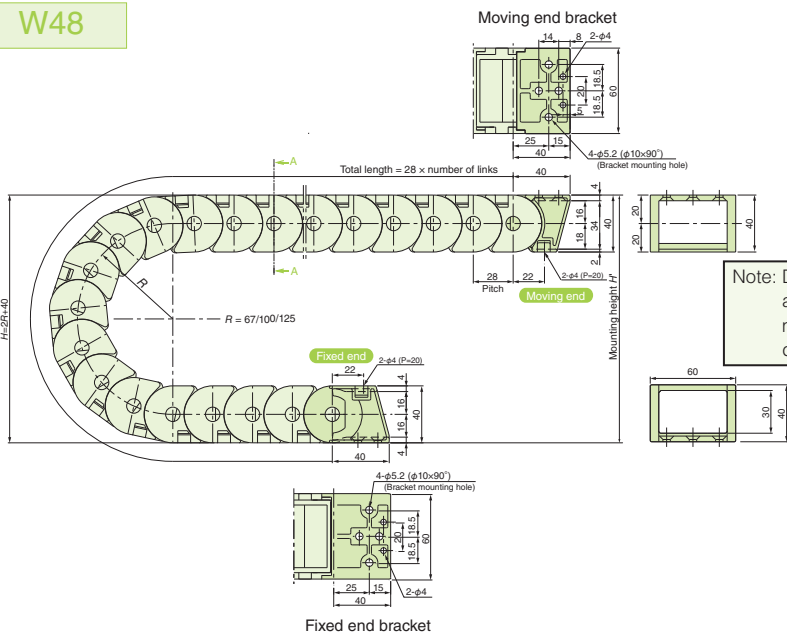 W48
Moving end bracket
14
8
2-φ4
18.5
20
18.5
60
5
25
15
40
4-φ5.2 (φ10×90°)
(Bracket mounting hole)
A
Total length = 28 × number of links
40
4
16
34
18
40
2
20
20
40
A
28
Pitch
22
2-φ4 (P=20)
Moving end
R
H=2R+40
R = 67/100/125
Mounting height H'
Note: D
a
r
c
Fixed end
2-φ4 (P=20)
22
4
16
16
4
40
40
60
30
40
4-φ5.2 (φ10×90°)
(Bracket mounting hole)
18.5
20
18.5
60
25
15
40
2-φ4
Fixed end bracket